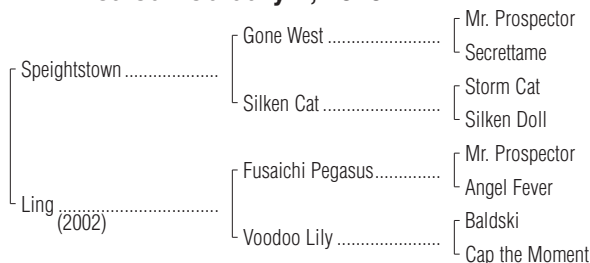 Mr. Prospector
Gone West
Secrettame
Speightstown
Storm Cat
Silken Cat
Silken Doll
Mr. Prospector
Fusaichi Pegasus
Angel Fever
Ling
(2002)
Baldski
Voodoo Lily
Cap the Moment